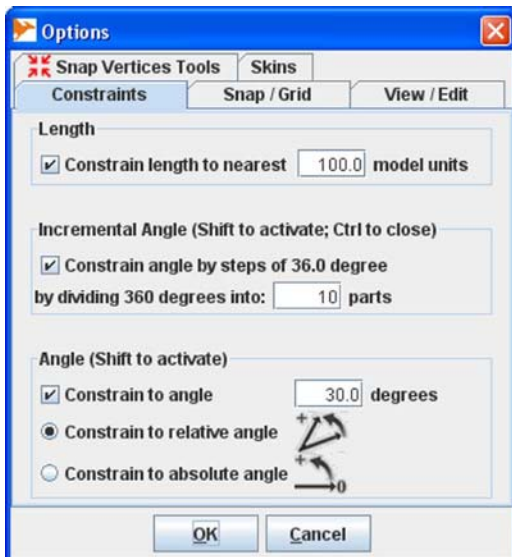 Options
Snap Vertices Tools Skins
Constraints Snap / Grid View / Edit
Length
Constrain length to nearest 100.0 model units
Incremental Angle (Shift to activate; Ctrl to close)
Constrain angle by steps of 36.0 degree
by dividing 360 degrees into: 10 parts
Angle (Shift to activate)
Constrain to angle 30.0 degrees
Constrain to relative angle +
Constrain to absolute angle + 0
OK Cancel